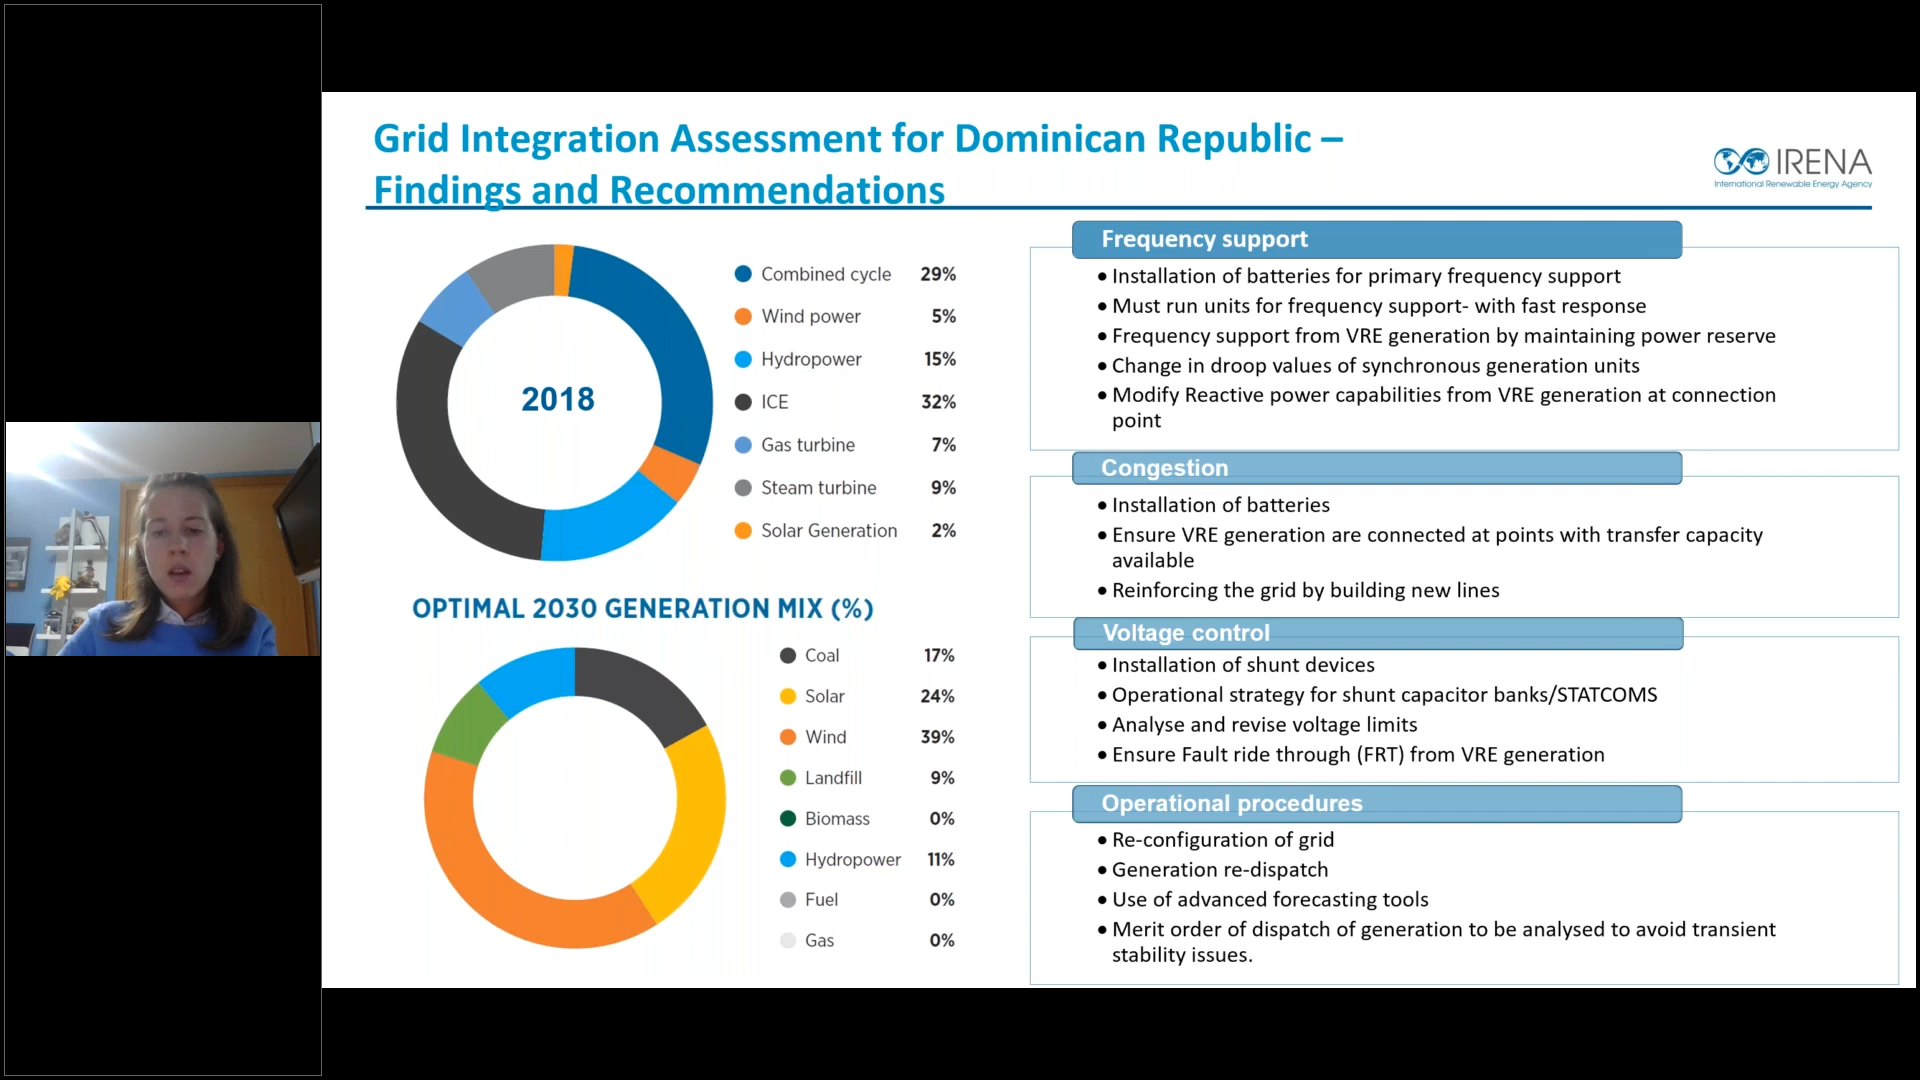 Grid Integration Assessment for Dominican Republic –
Findings and Recommendations
IRENA
International Renewable Energy Agency
2018
Combined cycle 29%
Wind power 5%
Hydropower 15%
ICE 32%
Gas turbine 7%
Steam turbine 9%
Solar Generation 2%
OPTIMAL 2030 GENERATION MIX (%)
Coal 17%
Solar 24%
Wind 39%
Landfill 9%
Biomass 0%
Hydropower 11%
Fuel 0%
Gas 0%
Frequency support
• Installation of batteries for primary frequency support
• Must run units for frequency support- with fast response
• Frequency support from VRE generation by maintaining power reserve
• Change in droop values of synchronous generation units
• Modify Reactive power capabilities from VRE generation at connection
point
Congestion
• Installation of batteries
• Ensure VRE generation are connected at points with transfer capacity
available
• Reinforcing the grid by building new lines
Voltage control
• Installation of shunt devices
• Operational strategy for shunt capacitor banks/STATCOMS
• Analyse and revise voltage limits
• Ensure Fault ride through (FRT) from VRE generation
Operational procedures
• Re-configuration of grid
• Generation re-dispatch
• Use of advanced forecasting tools
• Merit order of dispatch of generation to be analysed to avoid transient
stability issues.